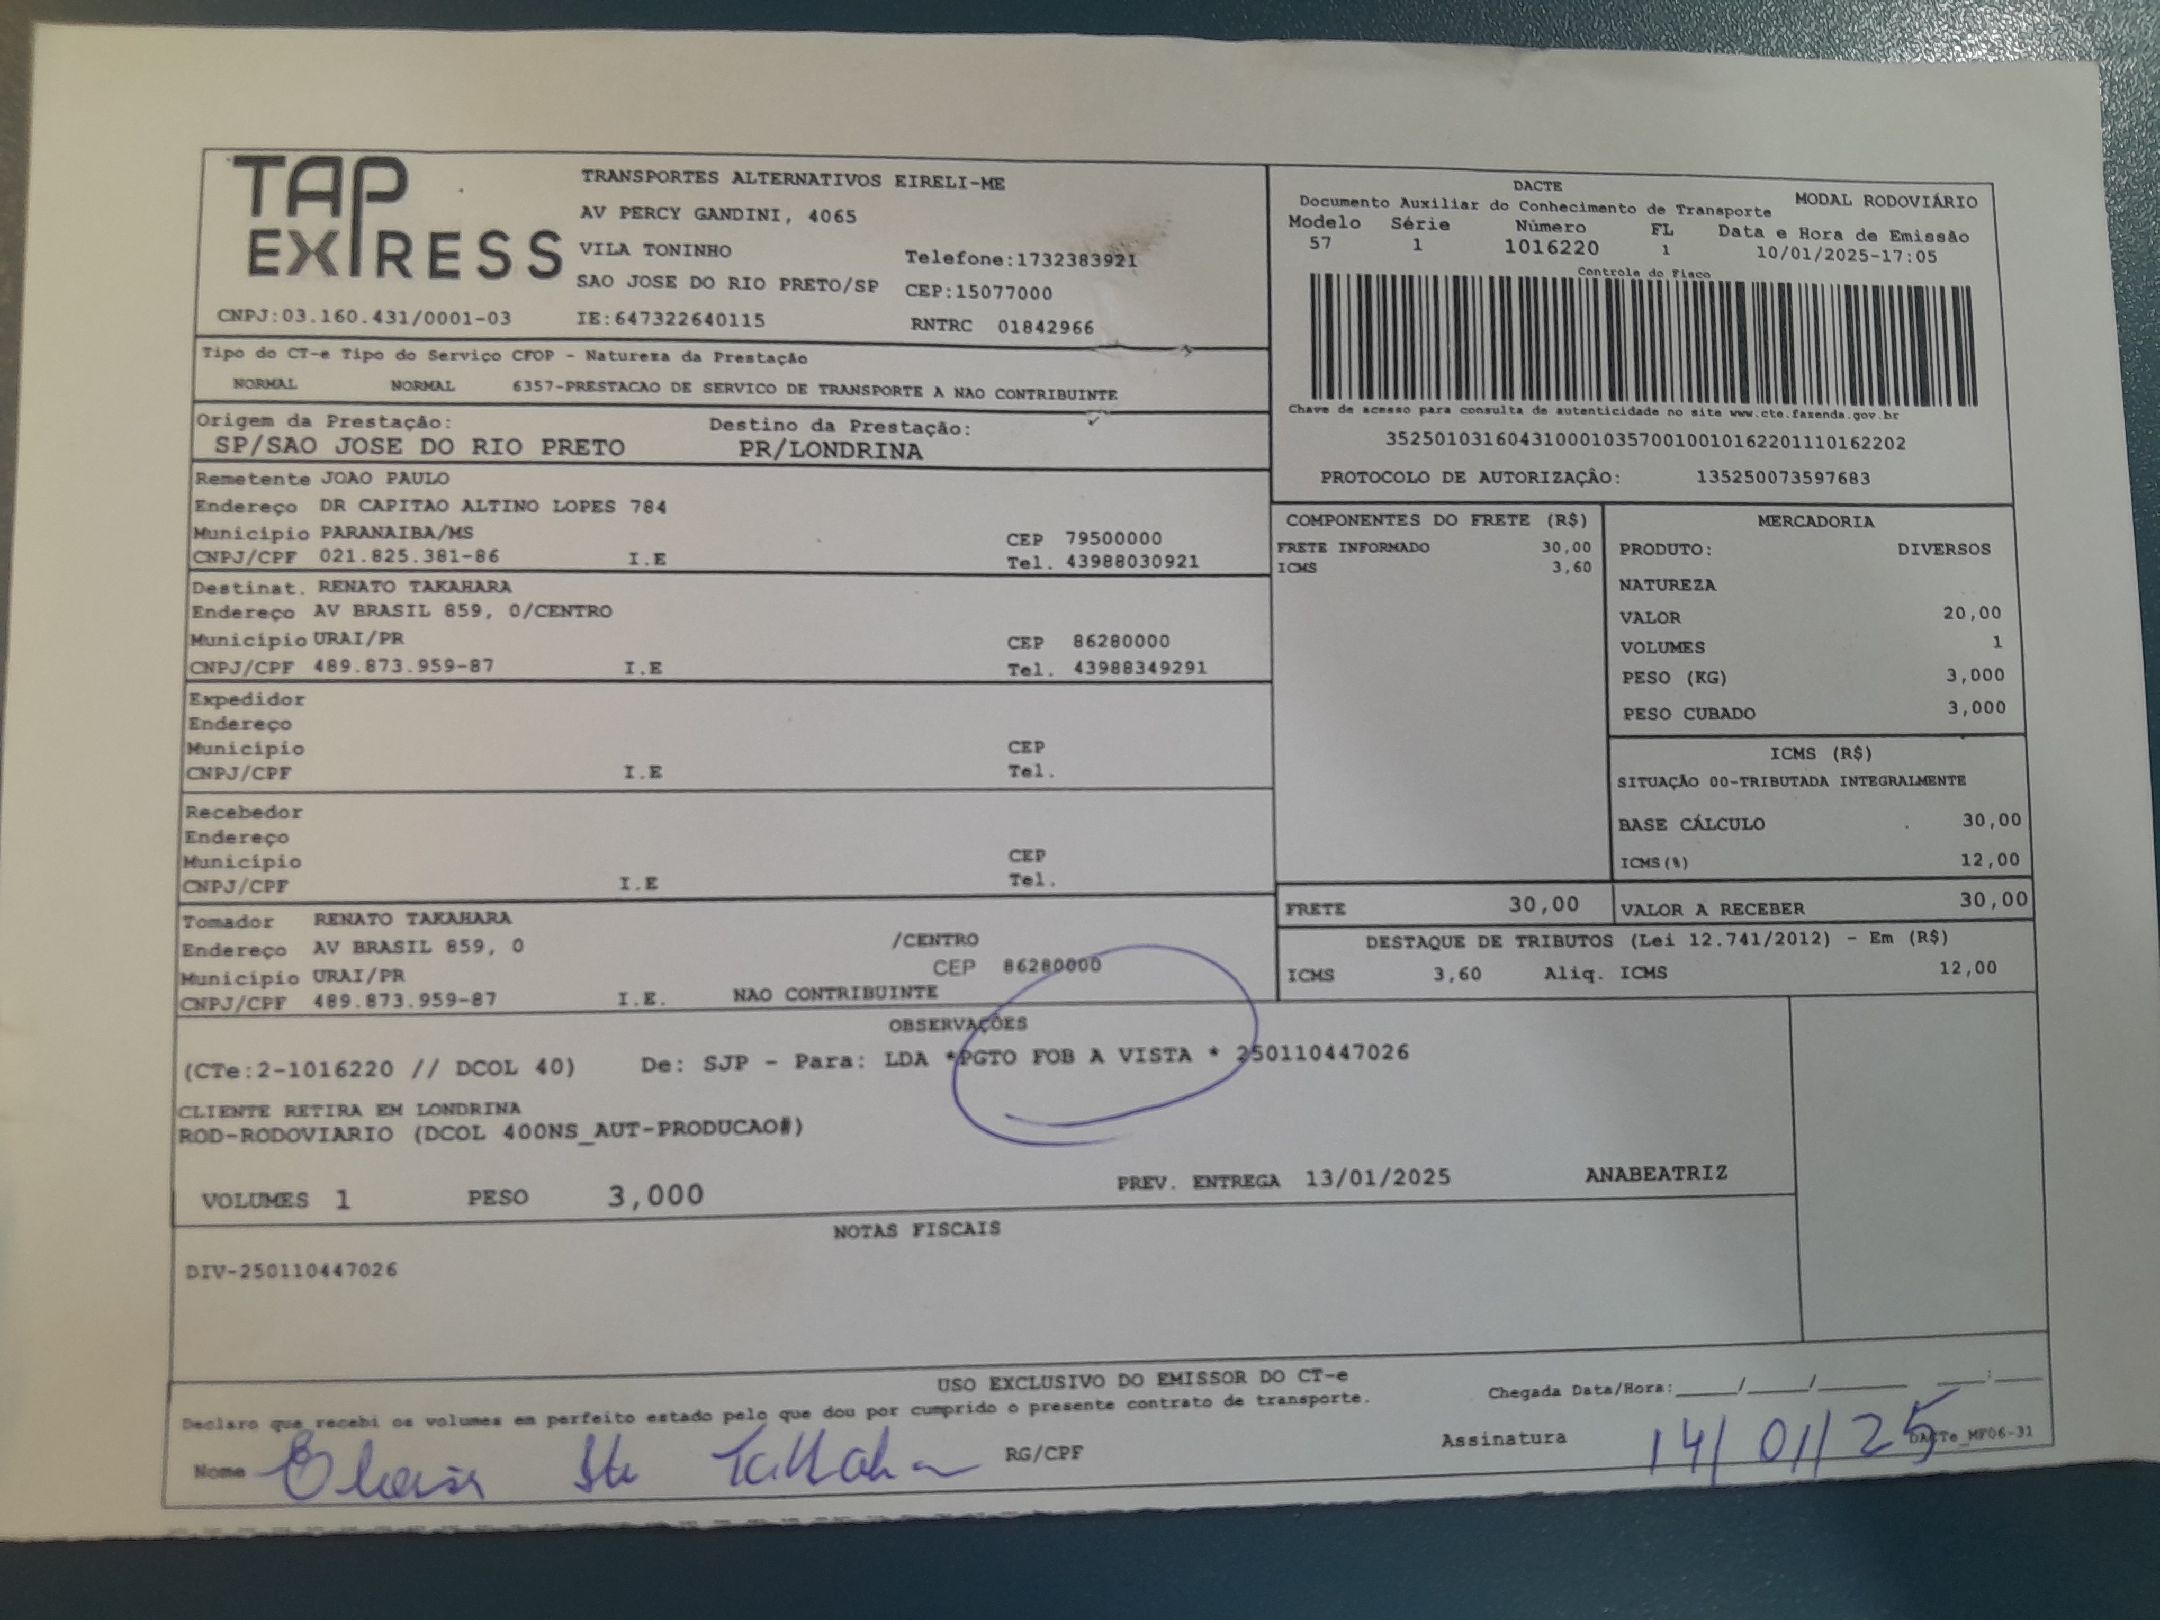 TAP EXPRESS
TRANSPORTES ALTERNATIVOS EIRELI-ME
AV PERCY GANDINI, 4065
VILA TONINHO Telefone:1732383921
SAO JOSE DO RIO PRETO/SP CEP:15077000
CNPJ:03.160.431/0001-03 IE:647322640115 RNTRC 01842966
Tipo do CT-e Tipo do Serviço CFOP - Natureza da Prestação
NORMAL NORMAL 6357-PRESTACAO DE SERVICO DE TRANSPORTE A NAO CONTRIBUINTE
Origem da Prestação: Destino da Prestação:
SP/SAO JOSE DO RIO PRETO PR/LONDRINA
DACTE MODAL RODOVIÁRIO
Documento Auxiliar do Conhecimento de Transporte
Modelo Série Número FL Data e Hora de Emissão
57 1 1016220 1 10/01/2025-17:05
Controle do Fisco
Chave de acesso para consulta de autenticidade no site www.cte.fazenda.gov.br
35250103160431000103570010010162201110162202
PROTOCOLO DE AUTORIZAÇÂO: 135250073597683
Remetente JOAO PAULO
Endereço DR CAPITAO ALTINO LOPES 784
Município PARANAIBA/MS CEP 79500000
CNPJ/CPF 021.825.381-86 I.E Tel. 43988030921
Destinat. RENATO TAKAHARA
Endereço AV BRASIL 859, 0/CENTRO
Município URAI/PR CEP 86280000
CNPJ/CPF 489.873.959-87 I.E Tel. 43988349291
Expedidor
Endereço
Município CEP
CNPJ/CPF I.E Tel.
Recebedor
Endereço
Município CEP
CNPJ/CPF I.E Tel.
Tomador RENATO TAKAHARA
Endereço AV BRASIL 859, 0 /CENTRO
Município URAI/PR CEP 86280000
CNPJ/CPF 489.873.959-87 I.E. NAO CONTRIBUINTE
COMPONENTES DO FRETE (R$)
FRETE INFORMADO 30,00
ICMS 3,60
MERCADORIA
PRODUTO: DIVERSOS
NATUREZA
VALOR 20,00
VOLUMES 1
PESO (KG) 3,000
PESO CUBADO 3,000
ICMS (R$)
SITUAÇÃO 00-TRIBUTADA INTEGRALMENTE
BASE CÁLCULO 30,00
ICMS(%) 12,00
FRETE 30,00 VALOR A RECEBER 30,00
DESTAQUE DE TRIBUTOS (Lei 12.741/2012) - Em (R$)
ICMS 3,60 Aliq. ICMS 12,00
OBSERVAÇÕES
(CTe:2-1016220 // DCOL 40) De: SJP - Para: LDA *PGTO FOB A VISTA * 250110447026
CLIENTE RETIRA EM LONDRINA
ROD-RODOVIARIO (DCOL 400NS_AUT-PRODUCAO#)
VOLUMES 1 PESO 3,000 PREV. ENTREGA 13/01/2025 ANABEATRIZ
NOTAS FISCAIS
DIV-250110447026
USO EXCLUSIVO DO EMISSOR DO CT-e
Declaro que recebi os volumes em perfeito estado pelo que dou por cumprido o presente contrato de transporte.
Chegada Data/Hora:_____/_____/_______ ____:____
Nome RG/CPF Assinatura 14/01/25
DACTe_MF06-31